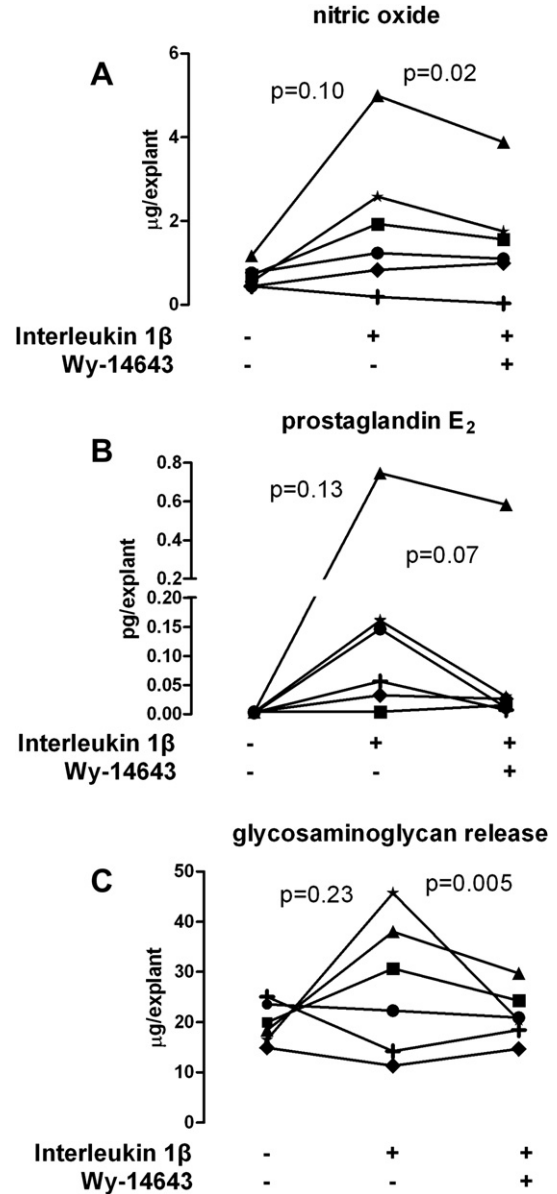 nitric oxide
A
p=0.10
p=0.02
µg/explant
6
4
2
0
Interleukin 1β - + +
Wy-14643 - - +
prostaglandin E₂
B
p=0.13
p=0.07
pg/explant
0.8
0.6
0.4
0.2
0.20
0.15
0.10
0.05
0.00
Interleukin 1β - + +
Wy-14643 - - +
glycosaminoglycan release
C
p=0.23
p=0.005
µg/explant
50
40
30
20
10
0
Interleukin 1β - + +
Wy-14643 - - +